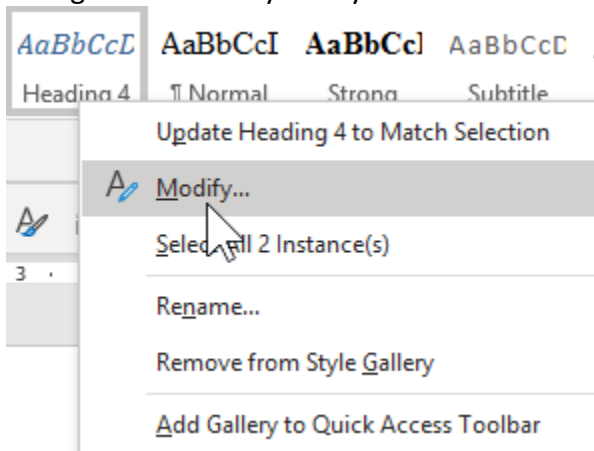 AaBbCcD AaBbCcI AaBbCcl AaBbCcD
Heading 4 ¶ Normal Strong Subtitle
Update Heading 4 to Match Selection
Modify...
Select All 2 Instance(s)
3
Rename...
Remove from Style Gallery
Add Gallery to Quick Access Toolbar